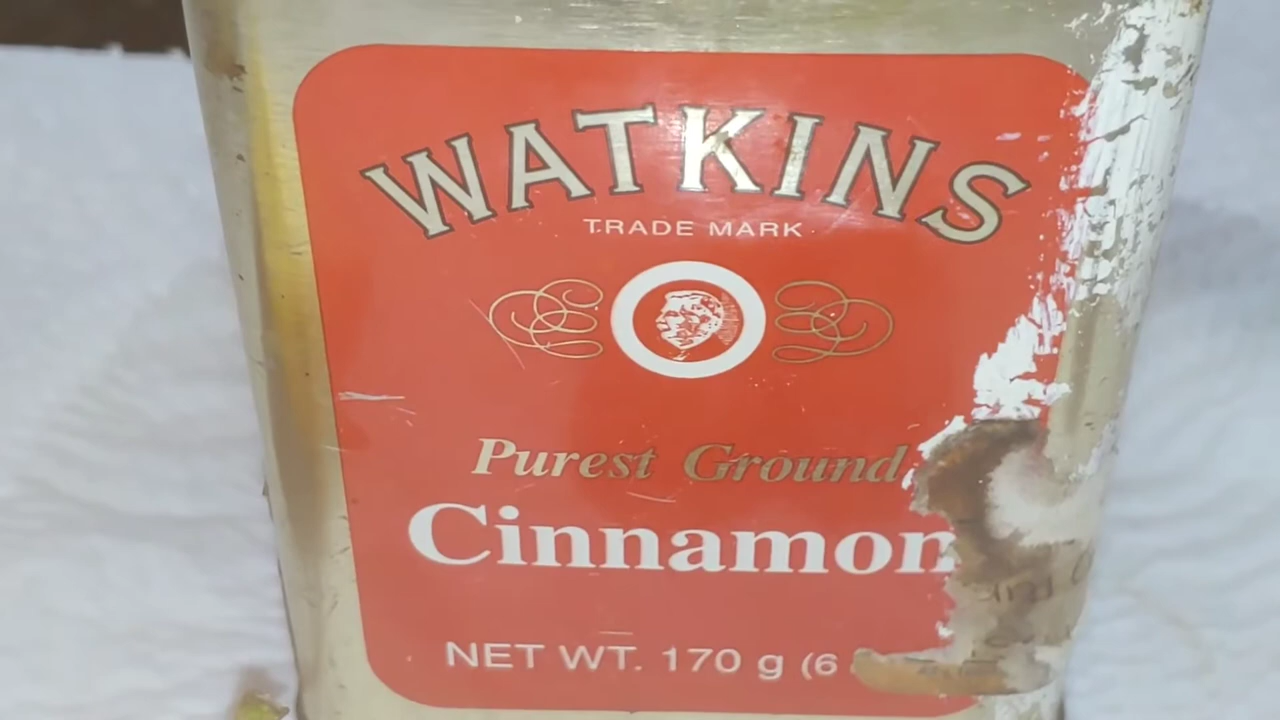 WATKINS
TRADE MARK
Purest Ground
Cinnamon
NET WT. 170 g (6